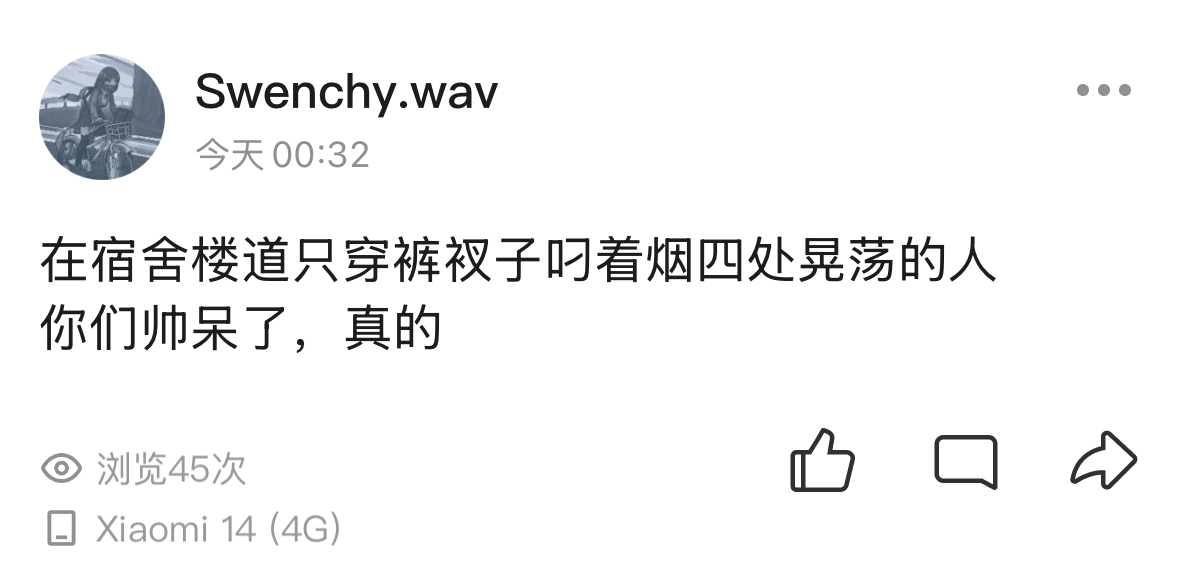 Swenchy.wav
今天 00:32
在宿舍楼道只穿裤衩子叼着烟四处晃荡的人
你们帅呆了，真的
浏览45次
Xiaomi 14 (4G)